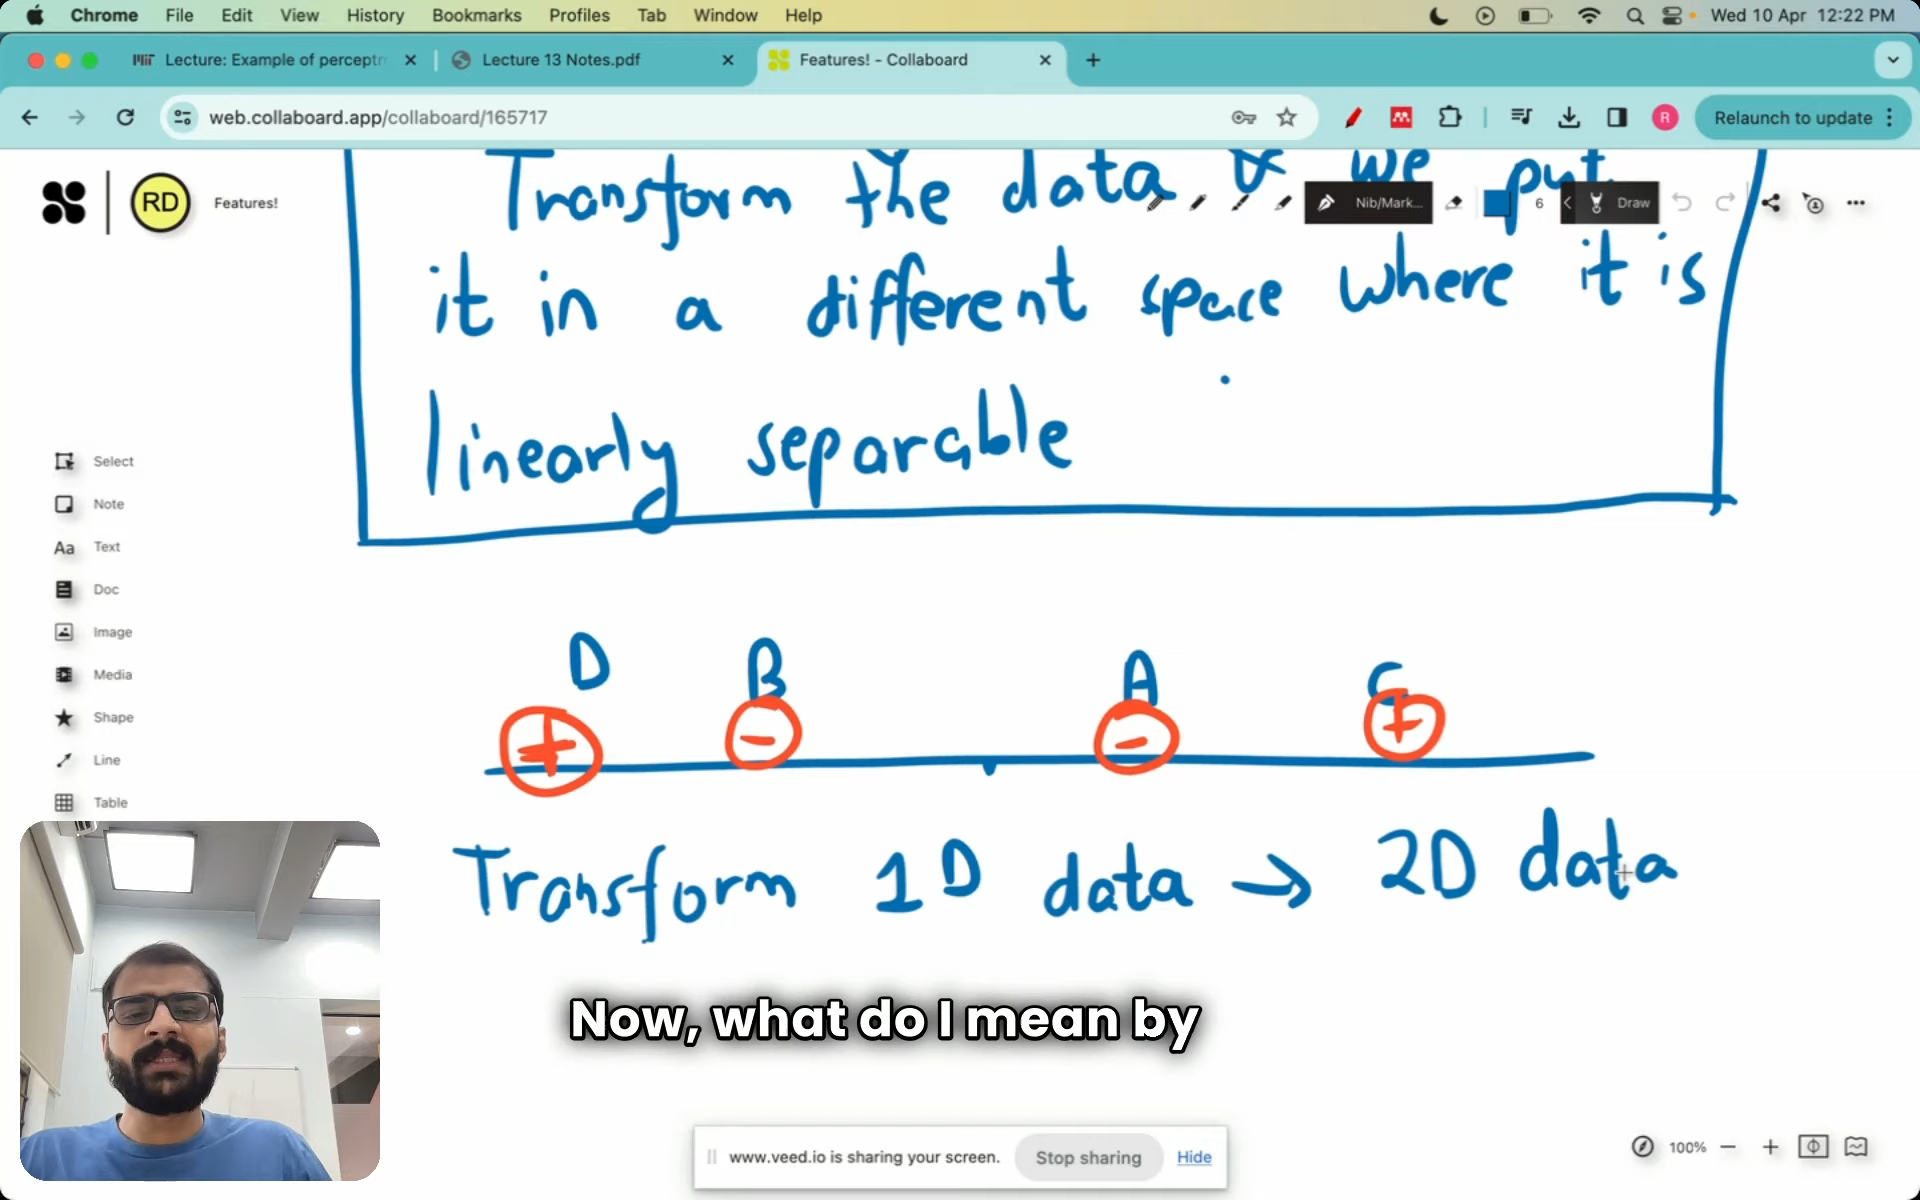 Chrome File Edit View History Bookmarks Profiles Tab Window Help Wed 10 Apr 12:22 PM
Lecture: Example of perceptr Lecture 13 Notes.pdf Features! - Collaboard
web.collaboard.app/collaboard/165717 Relaunch to update
RD Features! Nib/Mark... 6 Draw
Transform the data & we put
it in a different space where it is
linearly separable
Select
Note
Aa Text
Doc
Image
Media
Shape
Line
Table
D B A C
+ - - +
Transform 1D data → 2D data
Now, what do I mean by
www.veed.io is sharing your screen. Stop sharing Hide
100%